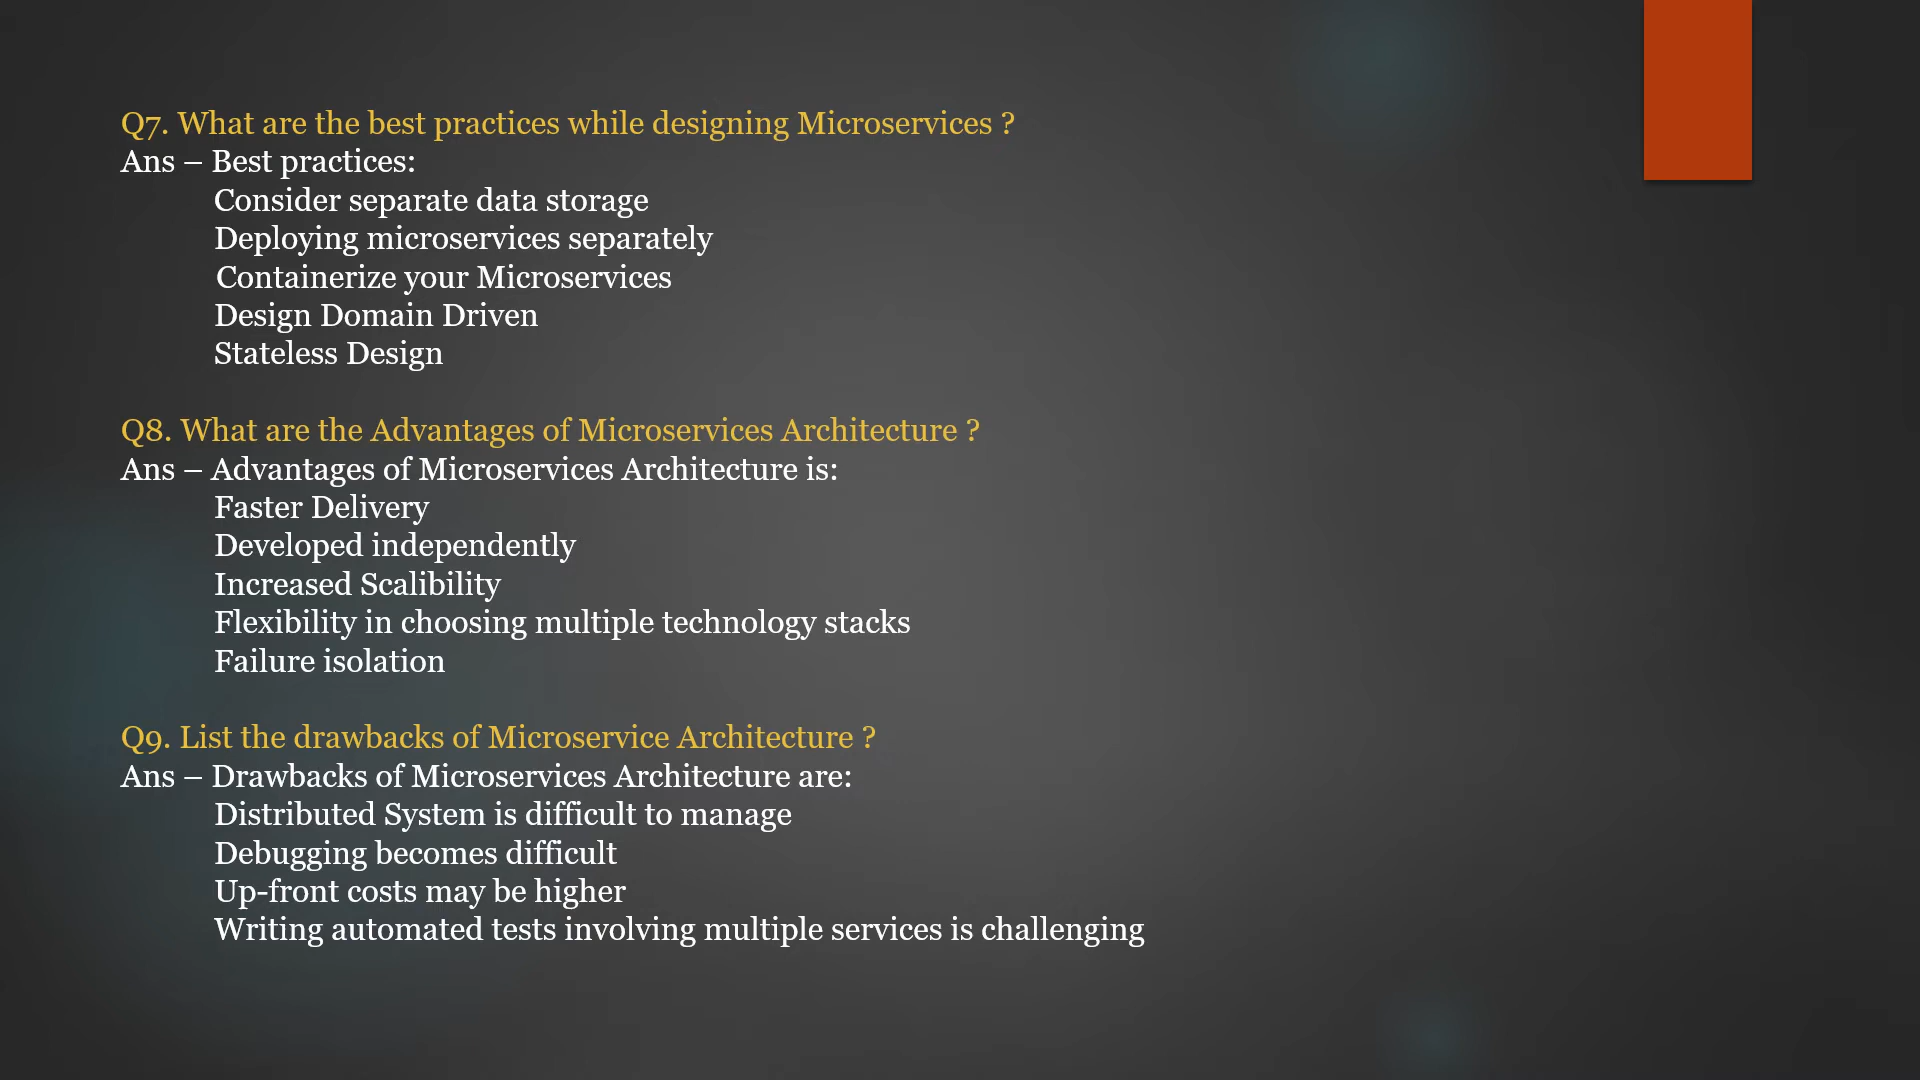 Q7. What are the best practices while designing Microservices ?
Ans – Best practices:
Consider separate data storage
Deploying microservices separately
Containerize your Microservices
Design Domain Driven
Stateless Design
Q8. What are the Advantages of Microservices Architecture ?
Ans – Advantages of Microservices Architecture is:
Faster Delivery
Developed independently
Increased Scalibility
Flexibility in choosing multiple technology stacks
Failure isolation
Q9. List the drawbacks of Microservice Architecture ?
Ans – Drawbacks of Microservices Architecture are:
Distributed System is difficult to manage
Debugging becomes difficult
Up-front costs may be higher
Writing automated tests involving multiple services is challenging